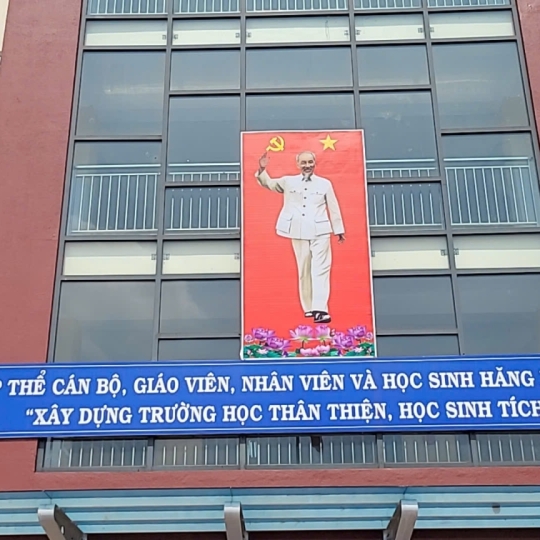 THỂ CÁN BỘ, GIÁO VIÊN, NHÂN VIÊN VÀ HỌC SINH HĂNG
“XÂY DỰNG TRƯỜNG HỌC THÂN THIỆN, HỌC SINH TÍCH